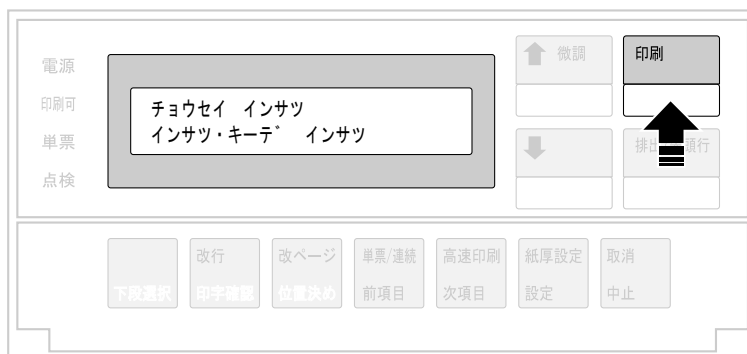 電源
印刷可
単票
点検
チョウセイ インサツ
インサツ・キーデ インサツ
微調
印刷
排出
頭行
改行
改ページ
単票/連続
高速印刷
紙厚設定
取消
下段選択
印字確認
位置決め
前項目
次項目
設定
中止